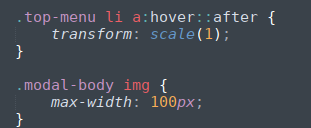 .top-menu li a:hover::after {
    transform: scale(1);
}

.modal-body img {
    max-width: 100px;
}